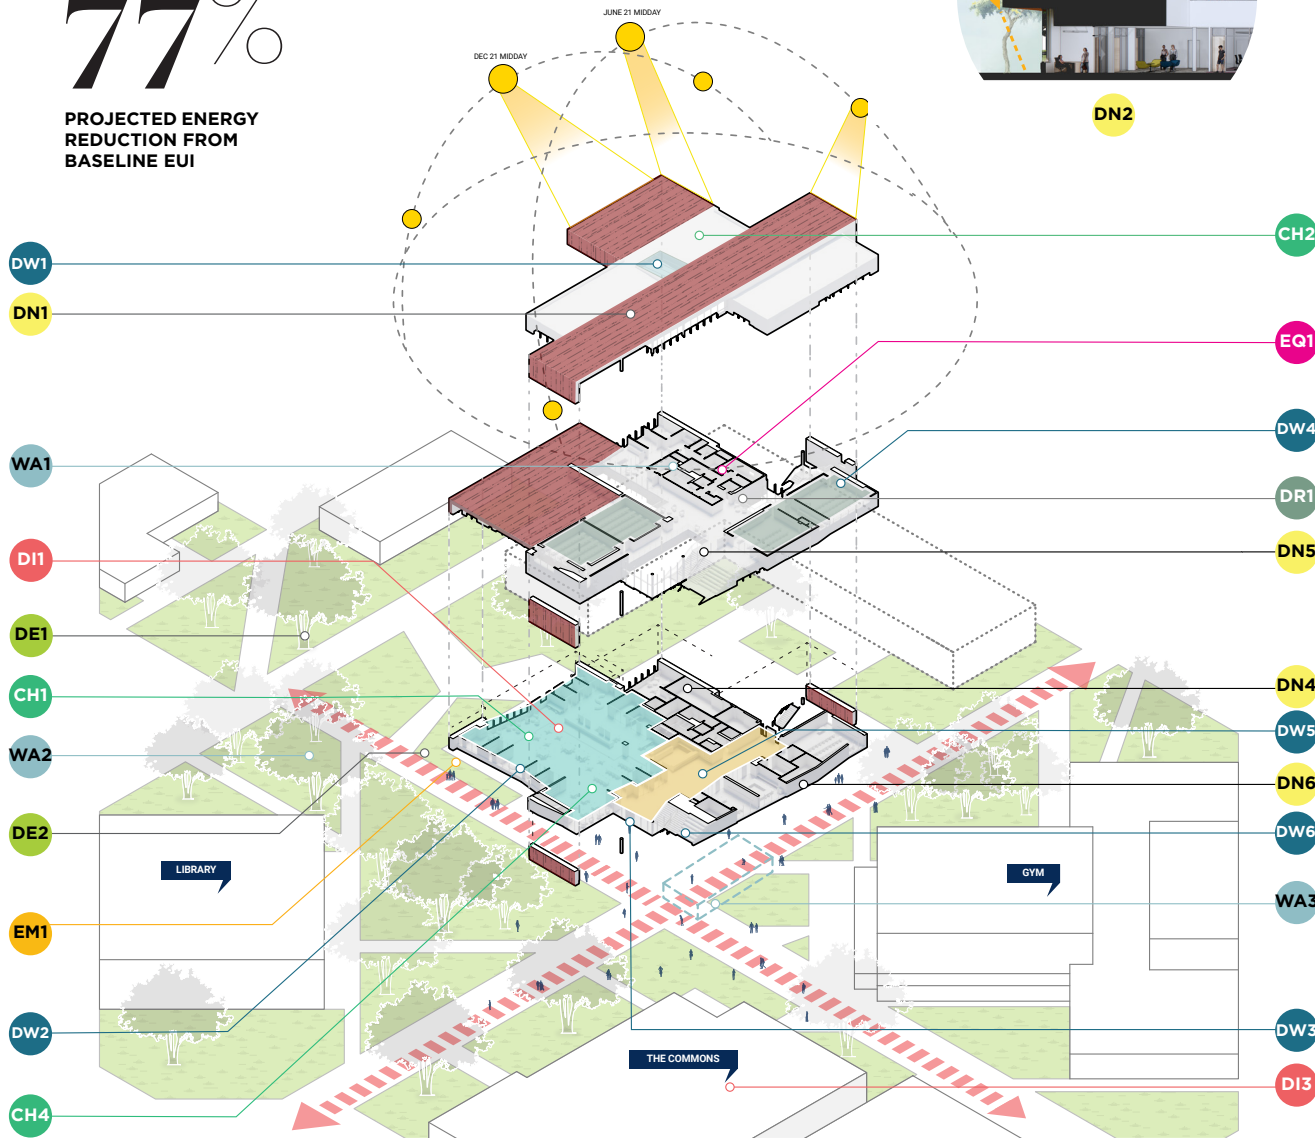 77%
PROJECTED ENERGY
REDUCTION FROM
BASELINE EUI
JUNE 21 MIDDAY
DEC 21 MIDDAY
DN2
DW1
DN1
WA1
DI1
DE1
CH1
WA2
DE2
EM1
DW2
CH4
CH2
EQ1
DW4
DR1
DN5
DN4
DW5
DN6
DW6
WA3
DW3
DI3
LIBRARY
GYM
THE COMMONS